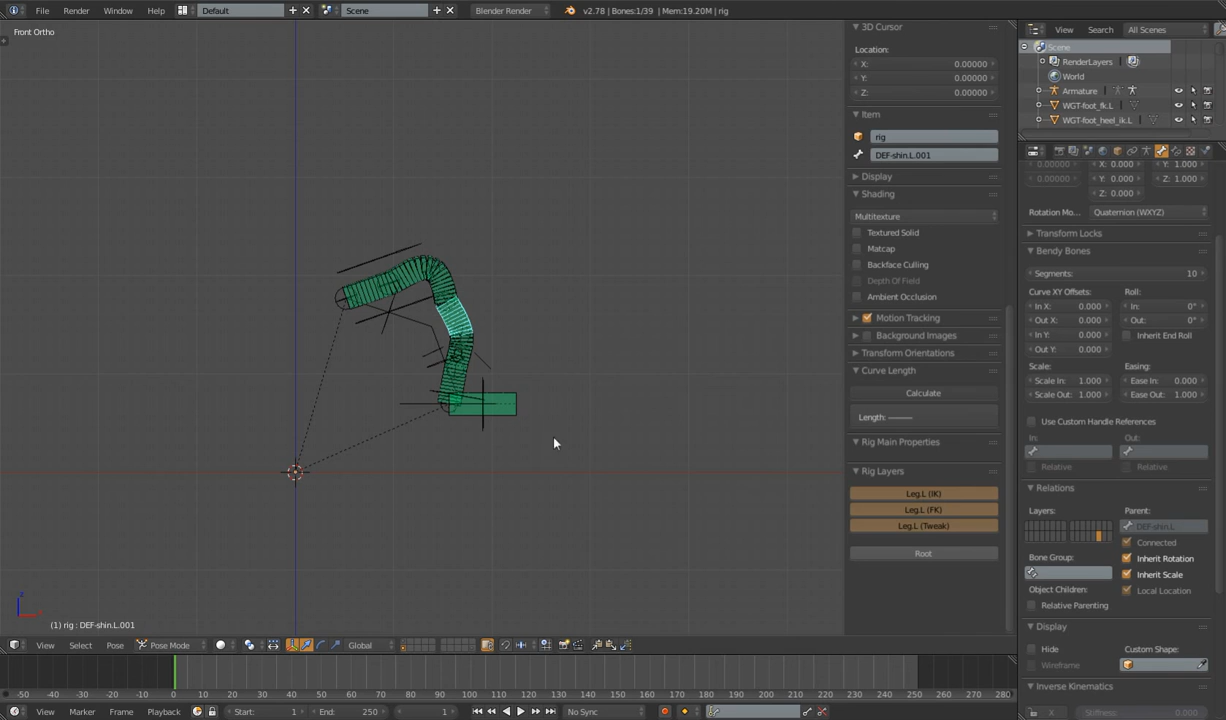 File Render Window Help Default Scene Blender Render v2.78 | Bones:1/39 | Mem:19.20M | rig
View Search All Scenes
Front Ortho
3D Cursor
Location:
X: 0.00000
Y: 0.00000
Z: 0.00000
Item
rig
DEF-shin.L.001
Display
Shading
Multitexture
Textured Solid
Matcap
Backface Culling
Depth Of Field
Ambient Occlusion
Motion Tracking
Background Images
Transform Orientations
Curve Length
Calculate
Length: ——
Rig Main Properties
Rig Layers
Leg.L (IK)
Leg.L (FK)
Leg.L (Tweak)
Root
Scene
RenderLayers
World
Armature
WGT-foot_fk.L
WGT-foot_heel_ik.L
0.00000 X: 0.000 Y: 1.000
0.00000 Y: 0.000 Z: 1.000
Z: 0.000
Rotation Mo... Quaternion (WXYZ)
Transform Locks
Bendy Bones
Segments: 10
Curve XY Offsets: Roll:
In X: 0.000 In: 0°
Out X: 0.000 Out: 0°
In Y: 0.000 Inherit End Roll
Out Y: 0.000
Scale: Easing:
Scale In: 1.000 Ease In: 0.000
Scale Out: 1.000 Ease Out: 1.000
Use Custom Handle References
In: Out:
Relative Relative
Relations
Layers: Parent:
DEF-shin.L
Connected
Bone Group: Inherit Rotation
Inherit Scale
Object Children: Local Location
Relative Parenting
Display
Hide Custom Shape:
Wireframe
Inverse Kinematics
X Stiffness: 0.000
z
(1) rig : DEF-shin.L.001
View Select Pose Pose Mode Global
-50 -40 -30 -20 -10 0 10 20 30 40 50 60 70 80 90 100 110 120 130 140 150 160 170 180 190 200 210 220 230 240 250 260 270 280
View Marker Frame Playback Start: 1 End: 250 1 No Sync